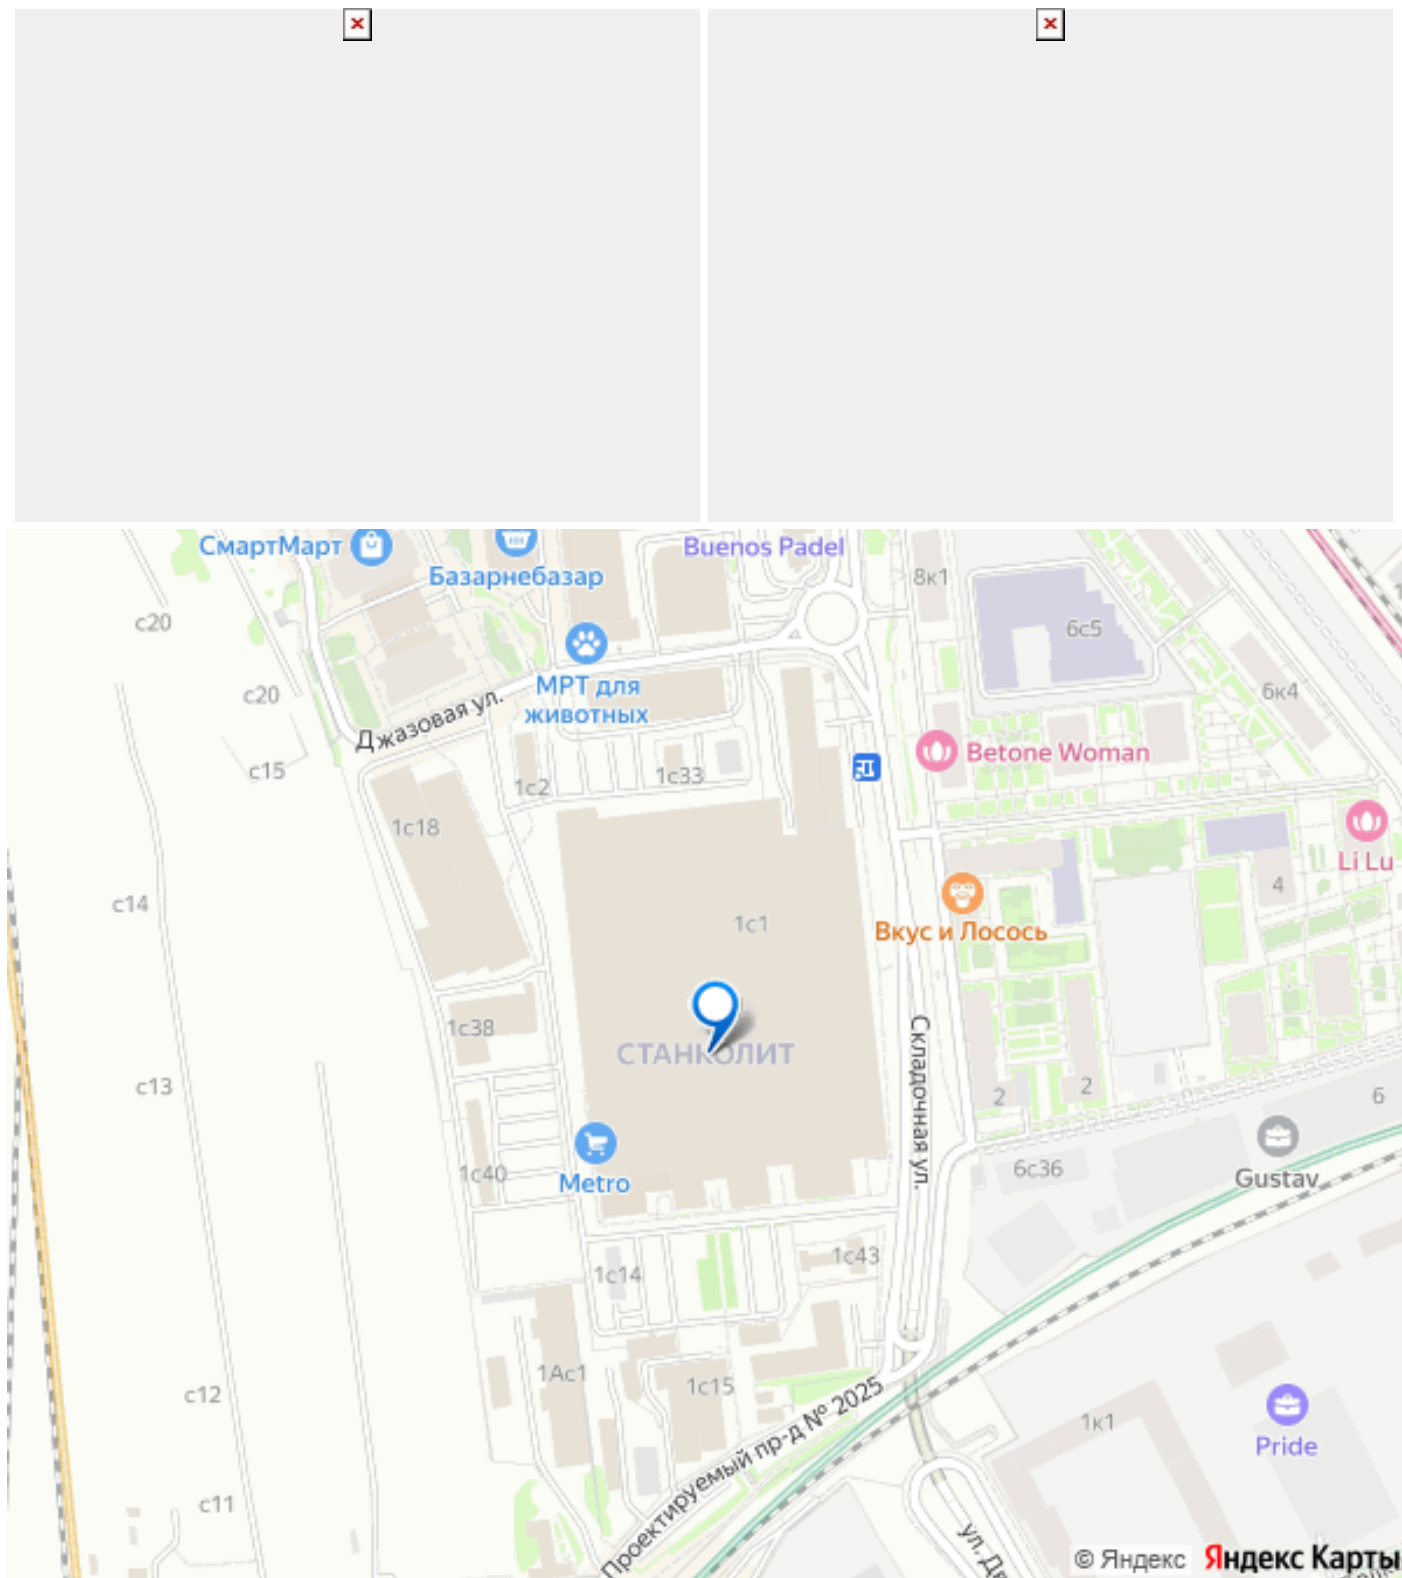 СмартМарт
Базарнебазар
Buenos Padel
8к1
с20
6с5
с20
6к4
МРТ для
животных
Джазовая ул.
с15
1с2
1с33
Betone Woman
1с18
Li Lu
4
с14
1с1
Вкус и Лосось
1с38
СТАНКОЛИТ
Складочная ул.
с13
2
2
6
1с40
Metro
6с36
Gustav
1с14
1с43
1Ас1
1с15
с12
Проектируемый пр-д № 2025
1к1
Pride
с11
ул.
© Яндекс
Яндекс Карты